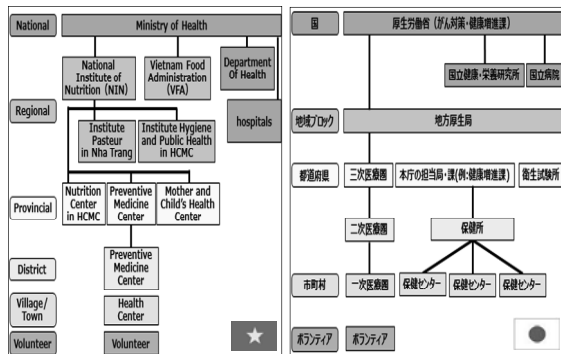 National
Ministry of Health
National
Institute of
Nutrition (NIN)
Vietnam Food
Administration
(VFA)
Department
Of Health
hospitals
Regional
Institute
Pasteur
in Nha Trang
Institute Hygiene
and Public Health
in HCMC
Provincial
Nutrition
Center
in HCMC
Preventive
Medicine
Center
Mother and
Child's Health
Center
District
Preventive
Medicine
Center
Village/
Town
Health
Center
Volunteer
Volunteer
国
厚生労働省（がん対策・健康増進課）
国立健康・栄養研究所
国立病院
地域ブロック
地方厚生局
都道府県
三次医療圏
本庁の担当局・課(例：健康増進課)
衛生試験所
二次医療圏
保健所
市町村
一次医療圏
保健センター
保健センター
保健センター
ボランティア
ボランティア